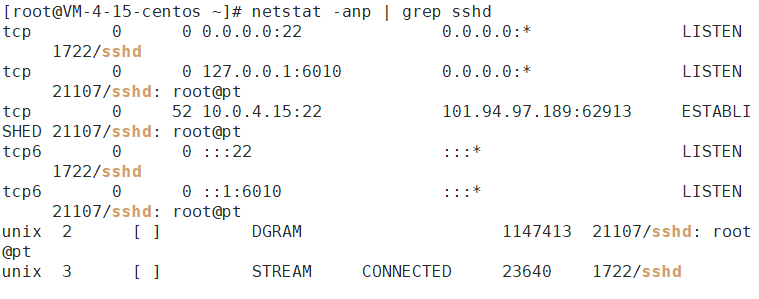 [root@VM-4-15-centos ~]# netstat -anp | grep sshd
tcp        0      0 0.0.0.0:22              0.0.0.0:*               LISTEN
     1722/sshd
tcp        0      0 127.0.0.1:6010          0.0.0.0:*               LISTEN
     21107/sshd: root@pt
tcp        0     52 10.0.4.15:22            101.94.97.189:62913     ESTABLI
SHED 21107/sshd: root@pt
tcp6       0      0 :::22                   :::*                    LISTEN
     1722/sshd
tcp6       0      0 ::1:6010                :::*                    LISTEN
     21107/sshd: root@pt
unix  2      [ ]         DGRAM                    1147413  21107/sshd: root
@pt
unix  3      [ ]         STREAM     CONNECTED     23640    1722/sshd